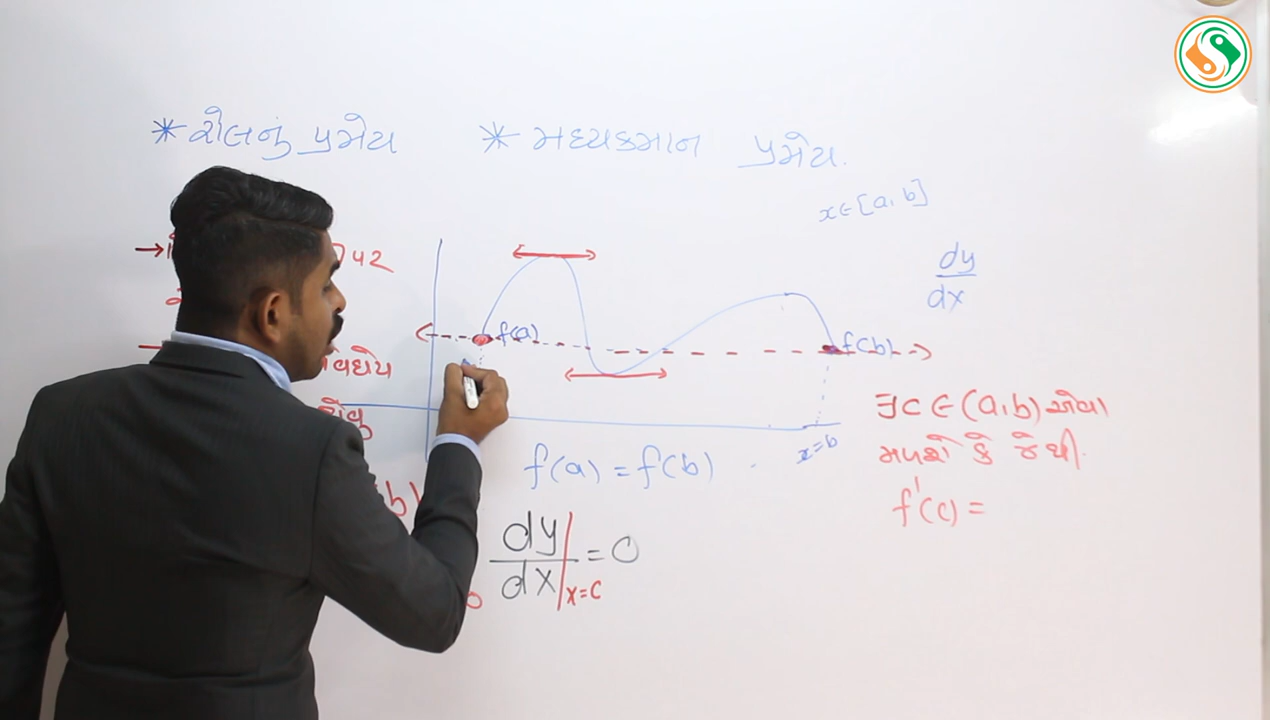 * રોલનું પ્રમેય
* મધ્યકમાન પ્રમેય.
x∈[a, b]
dy
dx
f(a)
f(b)
x=b
f(a) = f(b)
dy
dx
x=c
= 0
∃ c ∈ (a, b) એવા
મળશે કે જેથી
f'(c) =